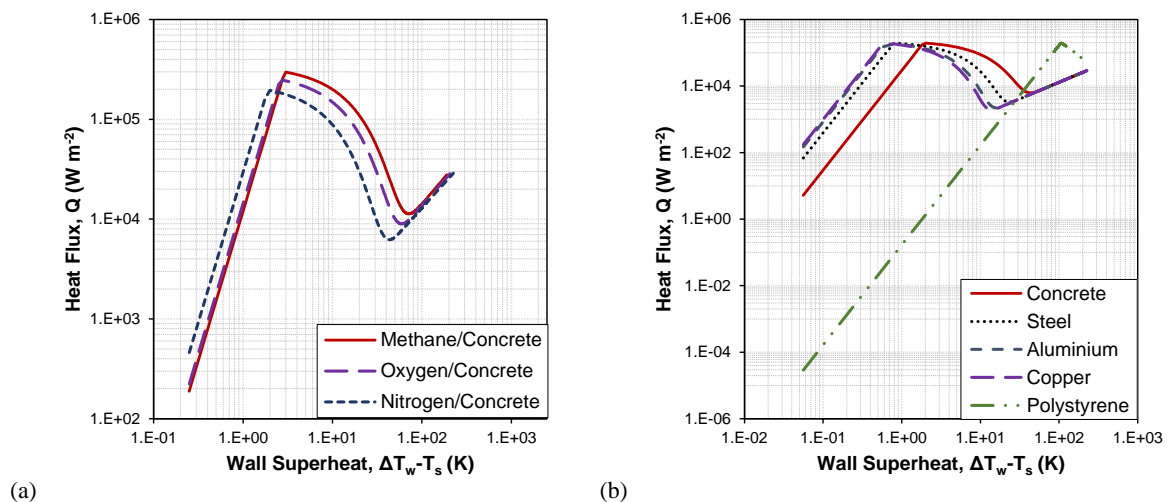 1.E+06
1.E+05
1.E+04
1.E+03
1.E+02
Heat Flux, Q (W m-2)
Methane/Concrete
Oxygen/Concrete
Nitrogen/Concrete
1.E-01 1.E+00 1.E+01 1.E+02 1.E+03
Wall Superheat, ΔTw-Ts (K)
(a)
1.E+06
1.E+04
1.E+02
1.E+00
1.E-02
1.E-04
1.E-06
Heat Flux, Q (W m-2)
Concrete
Steel
Aluminium
Copper
Polystyrene
1.E-02 1.E-01 1.E+00 1.E+01 1.E+02 1.E+03
Wall Superheat, ΔTw-Ts (K)
(b)